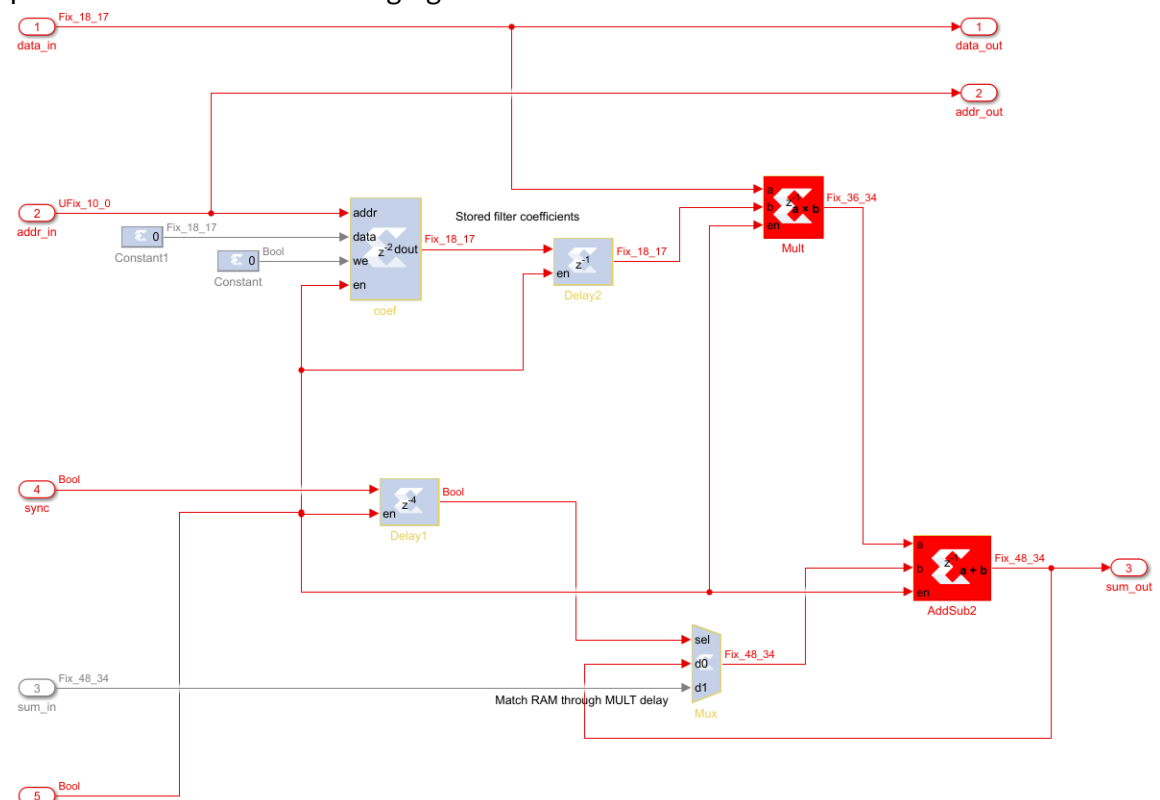 Fix_18_17
1
data_in
1
data_out
2
addr_out
UFix_10_0
2
addr_in
0
Fix_18_17
Constant1
0
Bool
Constant
addr
data
we
en
z-2
dout
coef
Fix_18_17
Stored filter coefficients
en
z-1
Delay2
Fix_18_17
a
b
en
z-1
a × b
Mult
Fix_36_34
Bool
4
sync
en
z-4
Delay1
Bool
a
b
en
z-1
a + b
AddSub2
Fix_48_34
3
sum_out
sel
d0
d1
Mux
Fix_48_34
Fix_48_34
3
sum_in
Match RAM through MULT delay
Bool
5